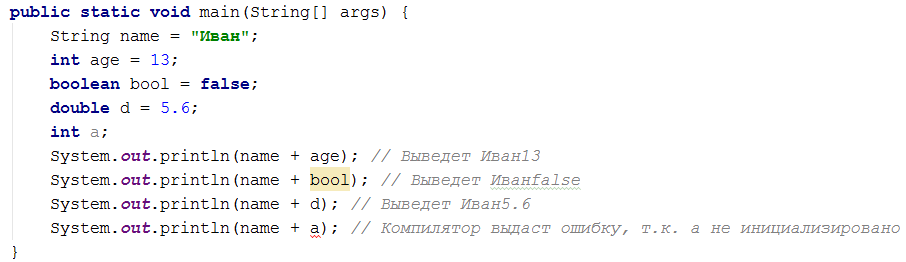 public static void main(String[] args) {
    String name = "Иван";
    int age = 13;
    boolean bool = false;
    double d = 5.6;
    int a;
    System.out.println(name + age); // Выведет Иван13
    System.out.println(name + bool); // Выведет Иванfalse
    System.out.println(name + d); // Выведет Иван5.6
    System.out.println(name + a); // Компилятор выдаст ошибку, т.к. а не инициализировано
}